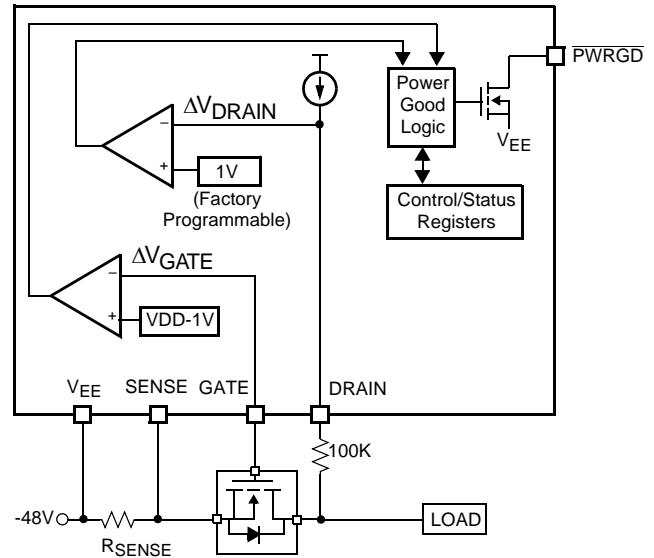 PWRGD
Power
Good
Logic
VEE
ΔVDRAIN
−
+
1V
(Factory
Programmable)
Control/Status
Registers
ΔVGATE
−
+
VDD-1V
VEE
SENSE
GATE
DRAIN
100K
-48V
RSENSE
LOAD